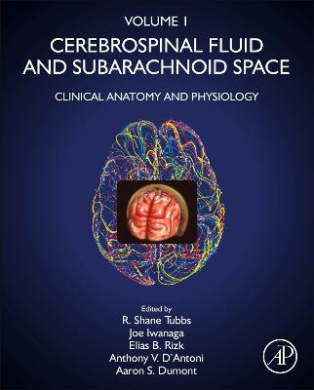 VOLUME 1
CEREBROSPINAL FLUID
AND SUBARACHNOID SPACE
CLINICAL ANATOMY AND PHYSIOLOGY
Edited by
R. Shane Tubbs
Joe Iwanaga
Elias B. Rizk
Anthony V. D'Antoni
Aaron S. Dumont
AP